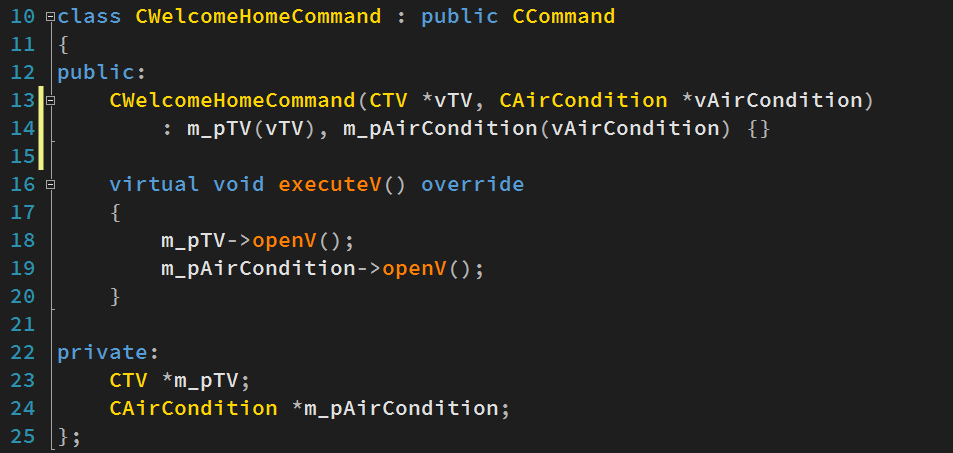 10 class CWelcomeHomeCommand : public CCommand
11 {
12 public:
13     CWelcomeHomeCommand(CTV *vTV, CAirCondition *vAirCondition)
14         : m_pTV(vTV), m_pAirCondition(vAirCondition) {}
15
16     virtual void executeV() override
17     {
18         m_pTV->openV();
19         m_pAirCondition->openV();
20     }
21
22 private:
23     CTV *m_pTV;
24     CAirCondition *m_pAirCondition;
25 };